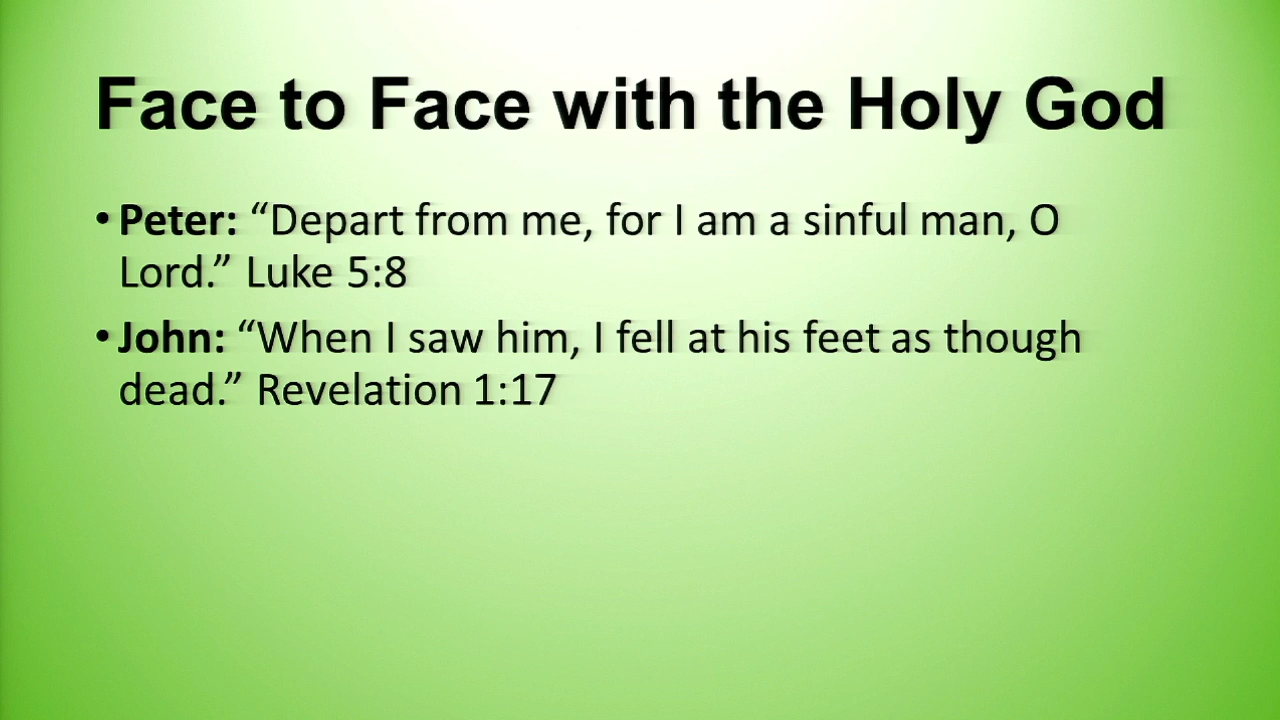 Face to Face with the Holy God
• Peter: “Depart from me, for I am a sinful man, O
Lord.” Luke 5:8
• John: “When I saw him, I fell at his feet as though
dead.” Revelation 1:17